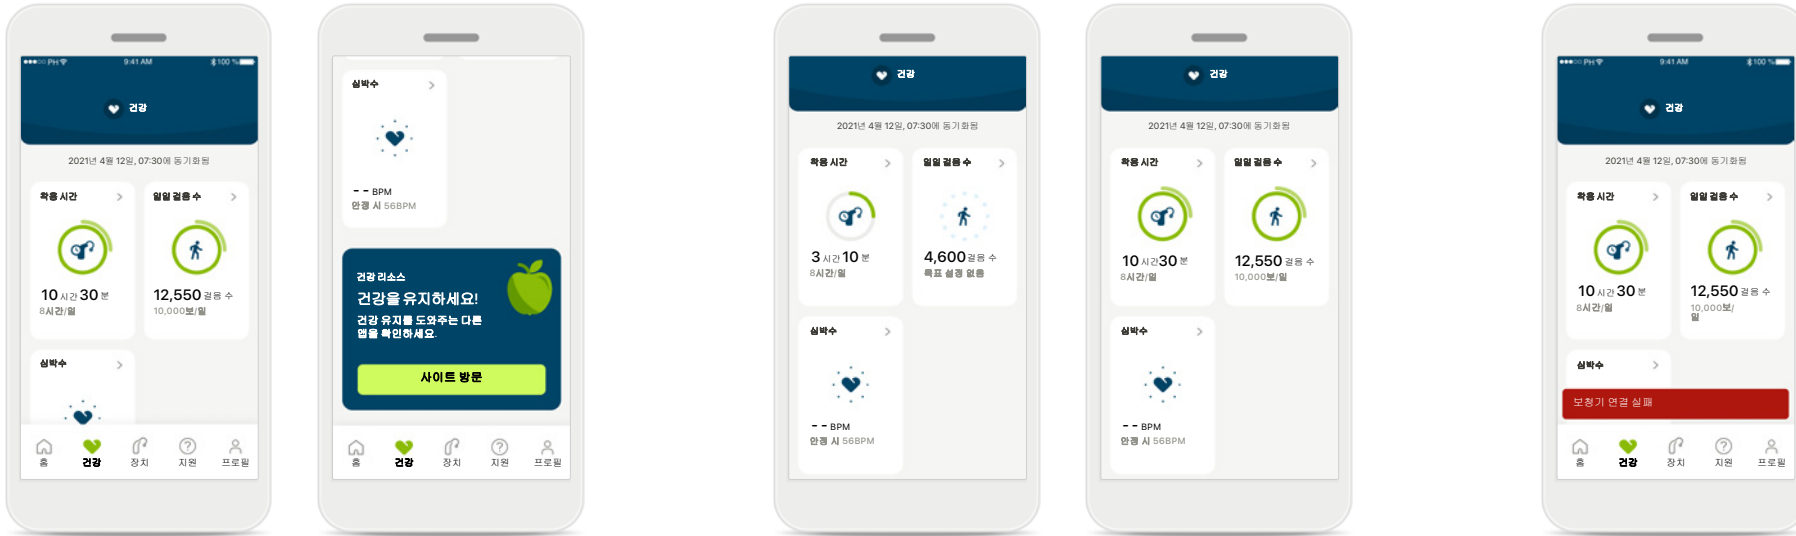 PH 9:41 AM 100 %
건강
2021년 4월 12일, 07:30에 동기화됨
착용 시간
일일 걸음 수
10 시간 30 분
8시간/일
12,550 걸음 수
10,000보/일
심박수
홈
건강
장치
지원
프로필
심박수
-- BPM
안정 시 56BPM
건강 리소스
건강을 유지하세요!
건강 유지를 도와주는 다른
앱을 확인하세요.
사이트 방문
홈
건강
장치
지원
프로필
건강
2021년 4월 12일, 07:30에 동기화됨
착용 시간
일일 걸음 수
3 시간 10 분
8시간/일
4,600 걸음 수
목표 설정 없음
심박수
-- BPM
안정 시 56BPM
건강
2021년 4월 12일, 07:30에 동기화됨
착용 시간
일일 걸음 수
10 시간 30 분
8시간/일
12,550 걸음 수
10,000보/일
심박수
-- BPM
안정 시 56BPM
PH 9:41 AM 100 %
건강
2021년 4월 12일, 07:30에 동기화됨
착용 시간
일일 걸음 수
10 시간 30 분
8시간/일
12,550 걸음 수
10,000보/
일
심박수
보청기 연결 실패
홈
건강
장치
지원
프로필